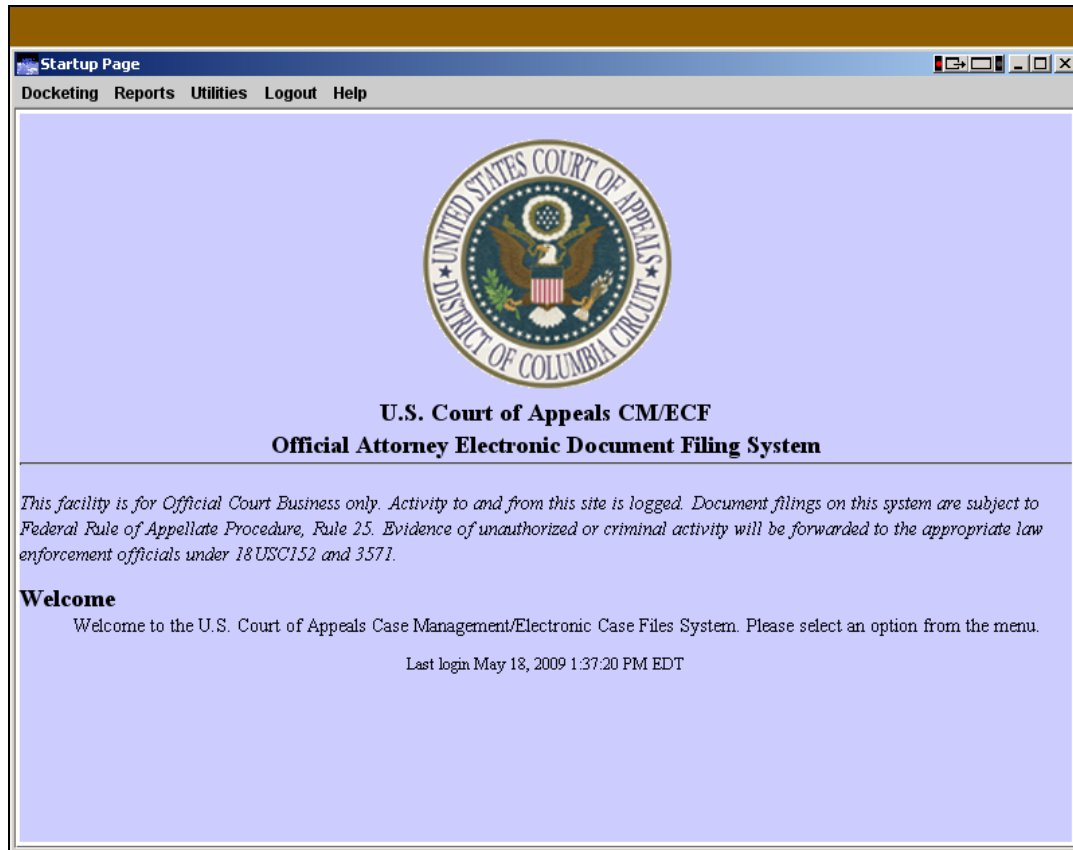 Startup Page
Docketing Reports Utilities Logout Help
UNITED STATES COURT OF APPEALS
★ DISTRICT OF COLUMBIA CIRCUIT ★
U.S. Court of Appeals CM/ECF
Official Attorney Electronic Document Filing System
This facility is for Official Court Business only. Activity to and from this site is logged. Document filings on this system are subject to
Federal Rule of Appellate Procedure, Rule 25. Evidence of unauthorized or criminal activity will be forwarded to the appropriate law
enforcement officials under 18USC152 and 3571.
Welcome
Welcome to the U.S. Court of Appeals Case Management/Electronic Case Files System. Please select an option from the menu.
Last login May 18, 2009 1:37:20 PM EDT